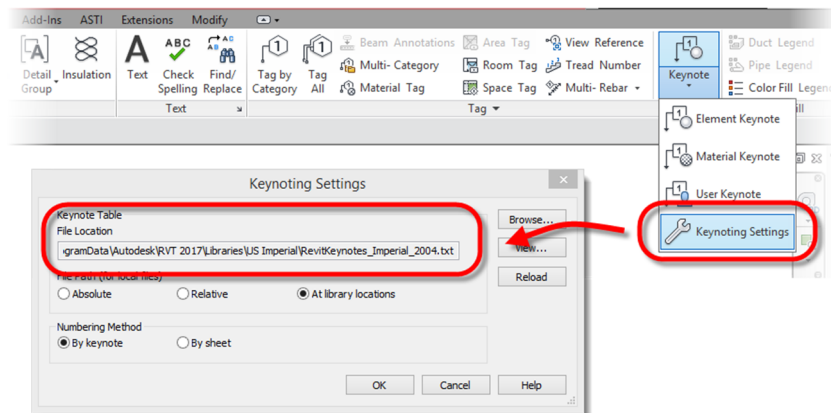 Add-Ins ASTI Extensions Modify
Beam Annotations Area Tag View Reference Duct Legend
Multi- Category Room Tag Tread Number Pipe Legend
Detail Group Insulation Text Check Spelling Find/ Replace Tag by Category Tag All Material Tag Space Tag Multi- Rebar Keynote Color Fill
Text Tag
Element Keynote
Material Keynote
User Keynote
Keynoting Settings
Keynoting Settings
Keynote Table
File Location
Browse...
gramData\Autodesk\RVT 2017\Libraries\US Imperial\RevitKeynotes_Imperial_2004.txt
View...
File Path (for local files)
Reload
Absolute Relative At library locations
Numbering Method
By keynote By sheet
OK Cancel Help